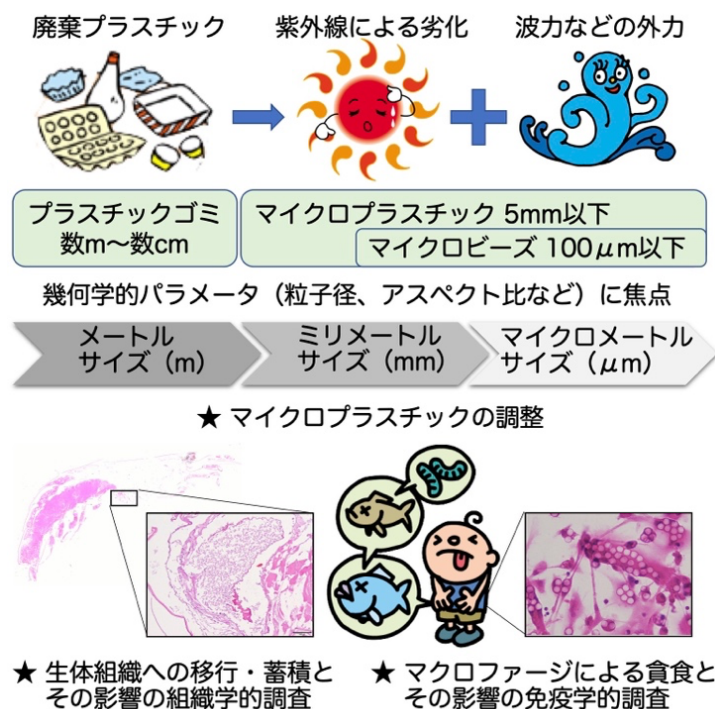 廃棄プラスチック
紫外線による劣化
波力などの外力
プラスチックゴミ
数m〜数cm
マイクロプラスチック 5mm以下
マイクロビーズ 100μm以下
幾何学的パラメータ（粒子径、アスペクト比など）に焦点
メートル
サイズ（m）
ミリメートル
サイズ（mm）
マイクロメートル
サイズ（μm）
★ マイクロプラスチックの調整
★ 生体組織への移行・蓄積と
その影響の組織学的調査
★ マクロファージによる貪食と
その影響の免疫学的調査